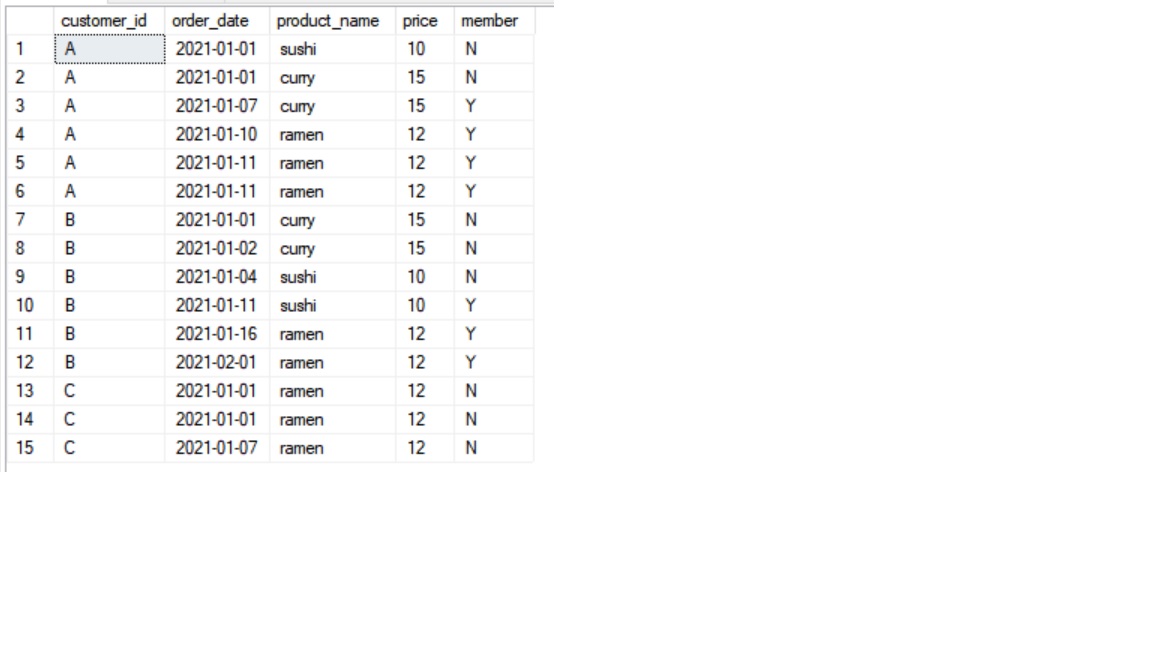 customer_id order_date product_name price member
1 A 2021-01-01 sushi 10 N
2 A 2021-01-01 curry 15 N
3 A 2021-01-07 curry 15 Y
4 A 2021-01-10 ramen 12 Y
5 A 2021-01-11 ramen 12 Y
6 A 2021-01-11 ramen 12 Y
7 B 2021-01-01 curry 15 N
8 B 2021-01-02 curry 15 N
9 B 2021-01-04 sushi 10 N
10 B 2021-01-11 sushi 10 Y
11 B 2021-01-16 ramen 12 Y
12 B 2021-02-01 ramen 12 Y
13 C 2021-01-01 ramen 12 N
14 C 2021-01-01 ramen 12 N
15 C 2021-01-07 ramen 12 N